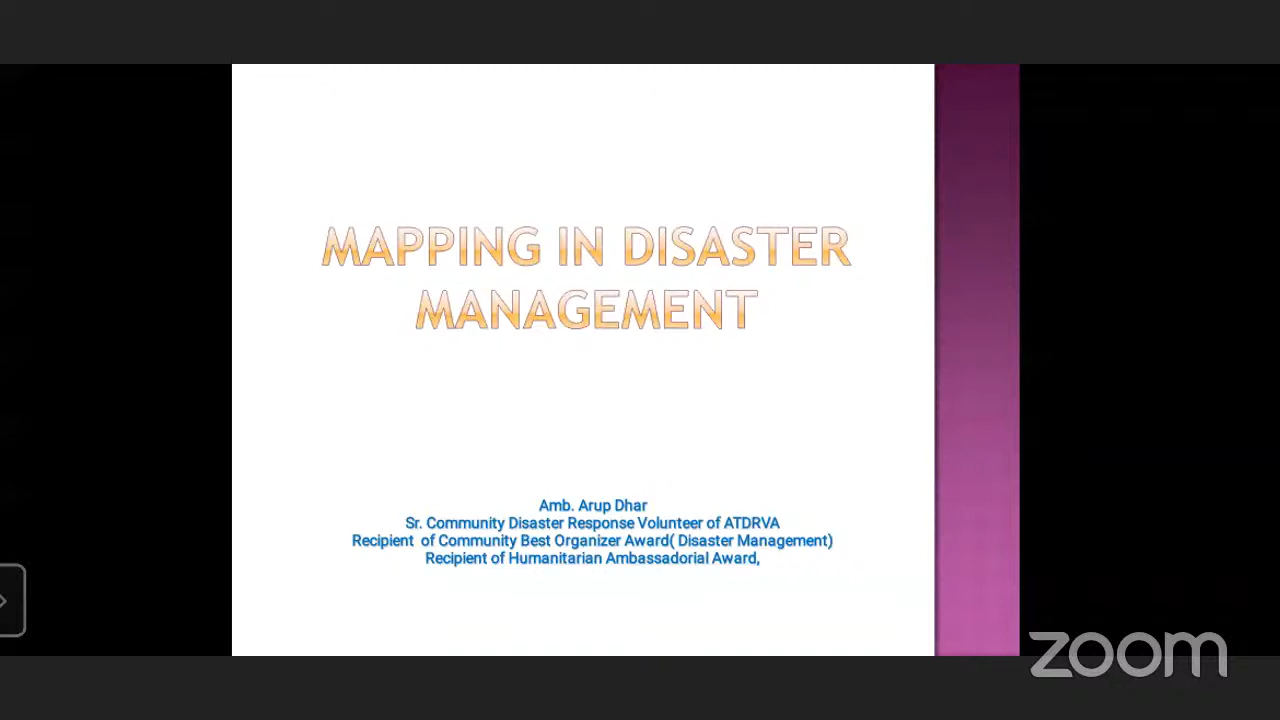 MAPPING IN DISASTER
MANAGEMENT
Amb. Arup Dhar
Sr. Community Disaster Response Volunteer of ATDRVA
Recipient of Community Best Organizer Award( Disaster Management)
Recipient of Humanitarian Ambassadorial Award,
zoom